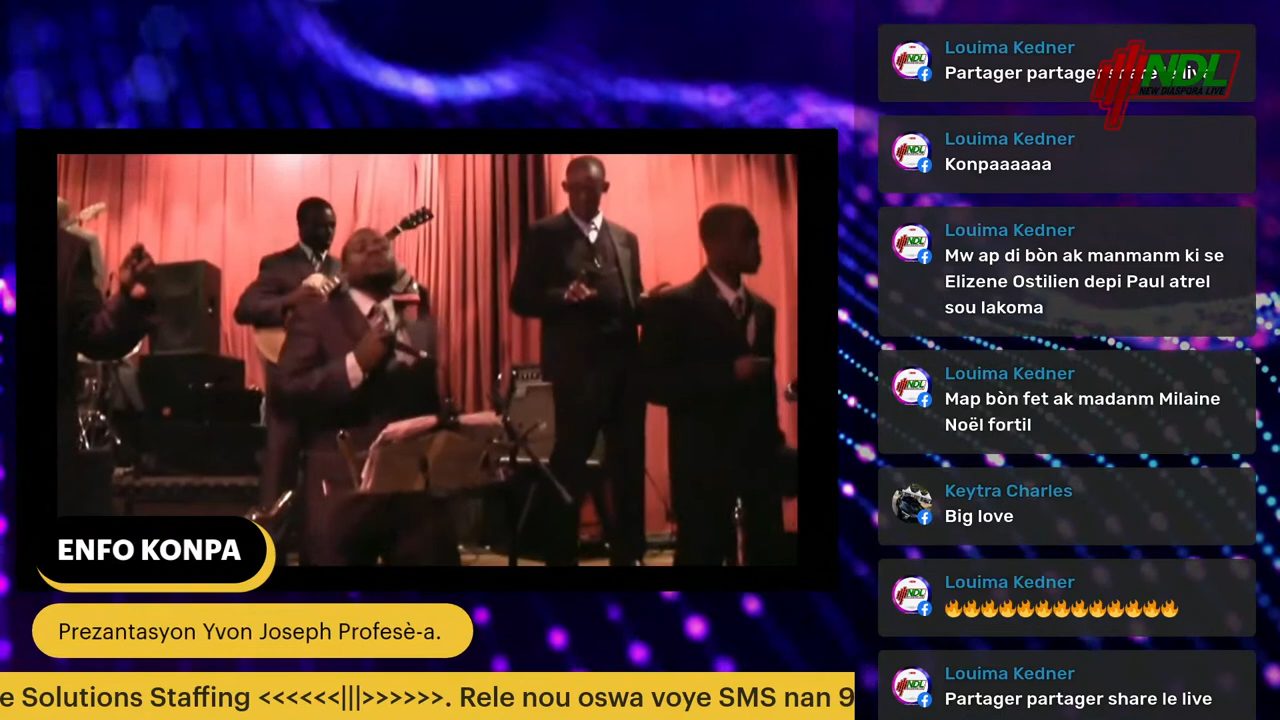 ENFO KONPA
Prezantasyon Yvon Joseph Profesè-a.
e Solutions Staffing <<<<<<|||>>>>>>. Rele nou oswa voye SMS nan 9
NDL
NEW DIASPORA LIVE
Louima Kedner
Partager partager share le live
Louima Kedner
Konpaaaaaa
Louima Kedner
Mw ap di bòn ak manmanm ki se
Elizene Ostilien depi Paul atrel
sou lakoma
Louima Kedner
Map bòn fet ak madanm Milaine
Noël fortil
Keytra Charles
Big love
Louima Kedner
🔥🔥🔥🔥🔥🔥🔥🔥🔥🔥🔥🔥🔥
Louima Kedner
Partager partager share le live